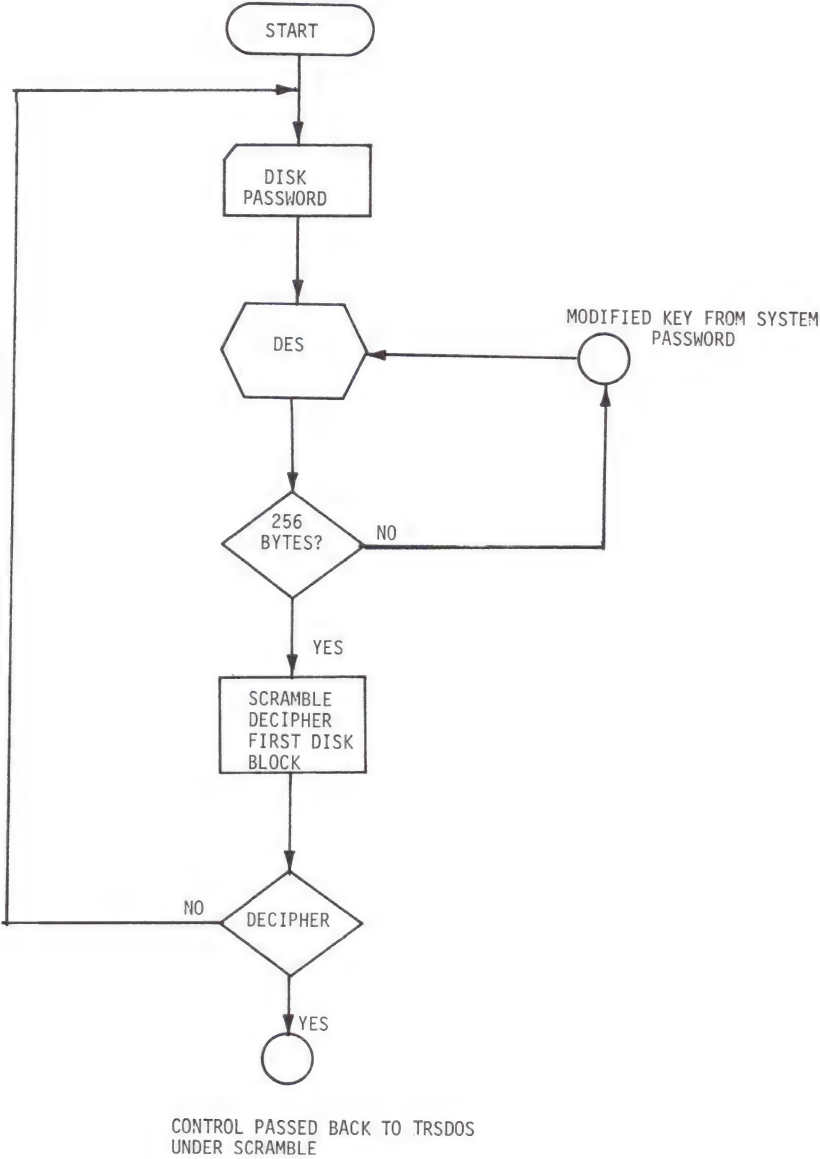 START
DISK
PASSWORD
DES
MODIFIED KEY FROM SYSTEM
PASSWORD
256
BYTES?
NO
YES
SCRAMBLE
DECIPHER
FIRST DISK
BLOCK
NO
DECIPHER
YES
CONTROL PASSED BACK TO TRSDOS
UNDER SCRAMBLE